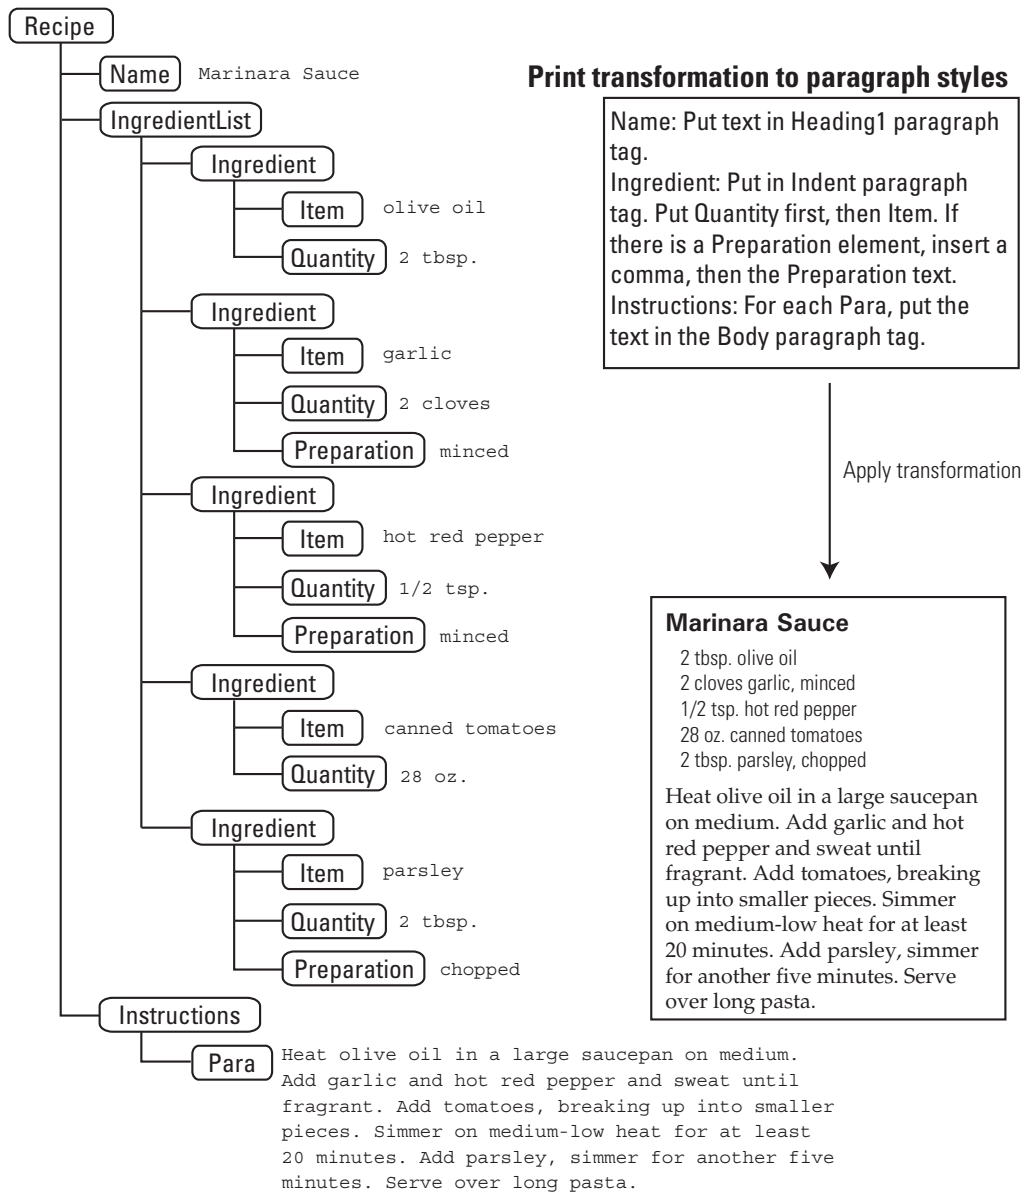 Recipe
Name Marinara Sauce
IngredientList
Ingredient
Item olive oil
Quantity 2 tbsp.
Ingredient
Item garlic
Quantity 2 cloves
Preparation minced
Ingredient
Item hot red pepper
Quantity 1/2 tsp.
Preparation minced
Ingredient
Item canned tomatoes
Quantity 28 oz.
Ingredient
Item parsley
Quantity 2 tbsp.
Preparation chopped
Instructions
Para Heat olive oil in a large saucepan on medium.
Add garlic and hot red pepper and sweat until
fragrant. Add tomatoes, breaking up into smaller
pieces. Simmer on medium-low heat for at least
20 minutes. Add parsley, simmer for another five
minutes. Serve over long pasta.
Print transformation to paragraph styles
Name: Put text in Heading1 paragraph
tag.
Ingredient: Put in Indent paragraph
tag. Put Quantity first, then Item. If
there is a Preparation element, insert a
comma, then the Preparation text.
Instructions: For each Para, put the
text in the Body paragraph tag.
Apply transformation
Marinara Sauce
2 tbsp. olive oil
2 cloves garlic, minced
1/2 tsp. hot red pepper
28 oz. canned tomatoes
2 tbsp. parsley, chopped
Heat olive oil in a large saucepan
on medium. Add garlic and hot
red pepper and sweat until
fragrant. Add tomatoes, breaking
up into smaller pieces. Simmer
on medium-low heat for at least
20 minutes. Add parsley, simmer
for another five minutes. Serve
over long pasta.